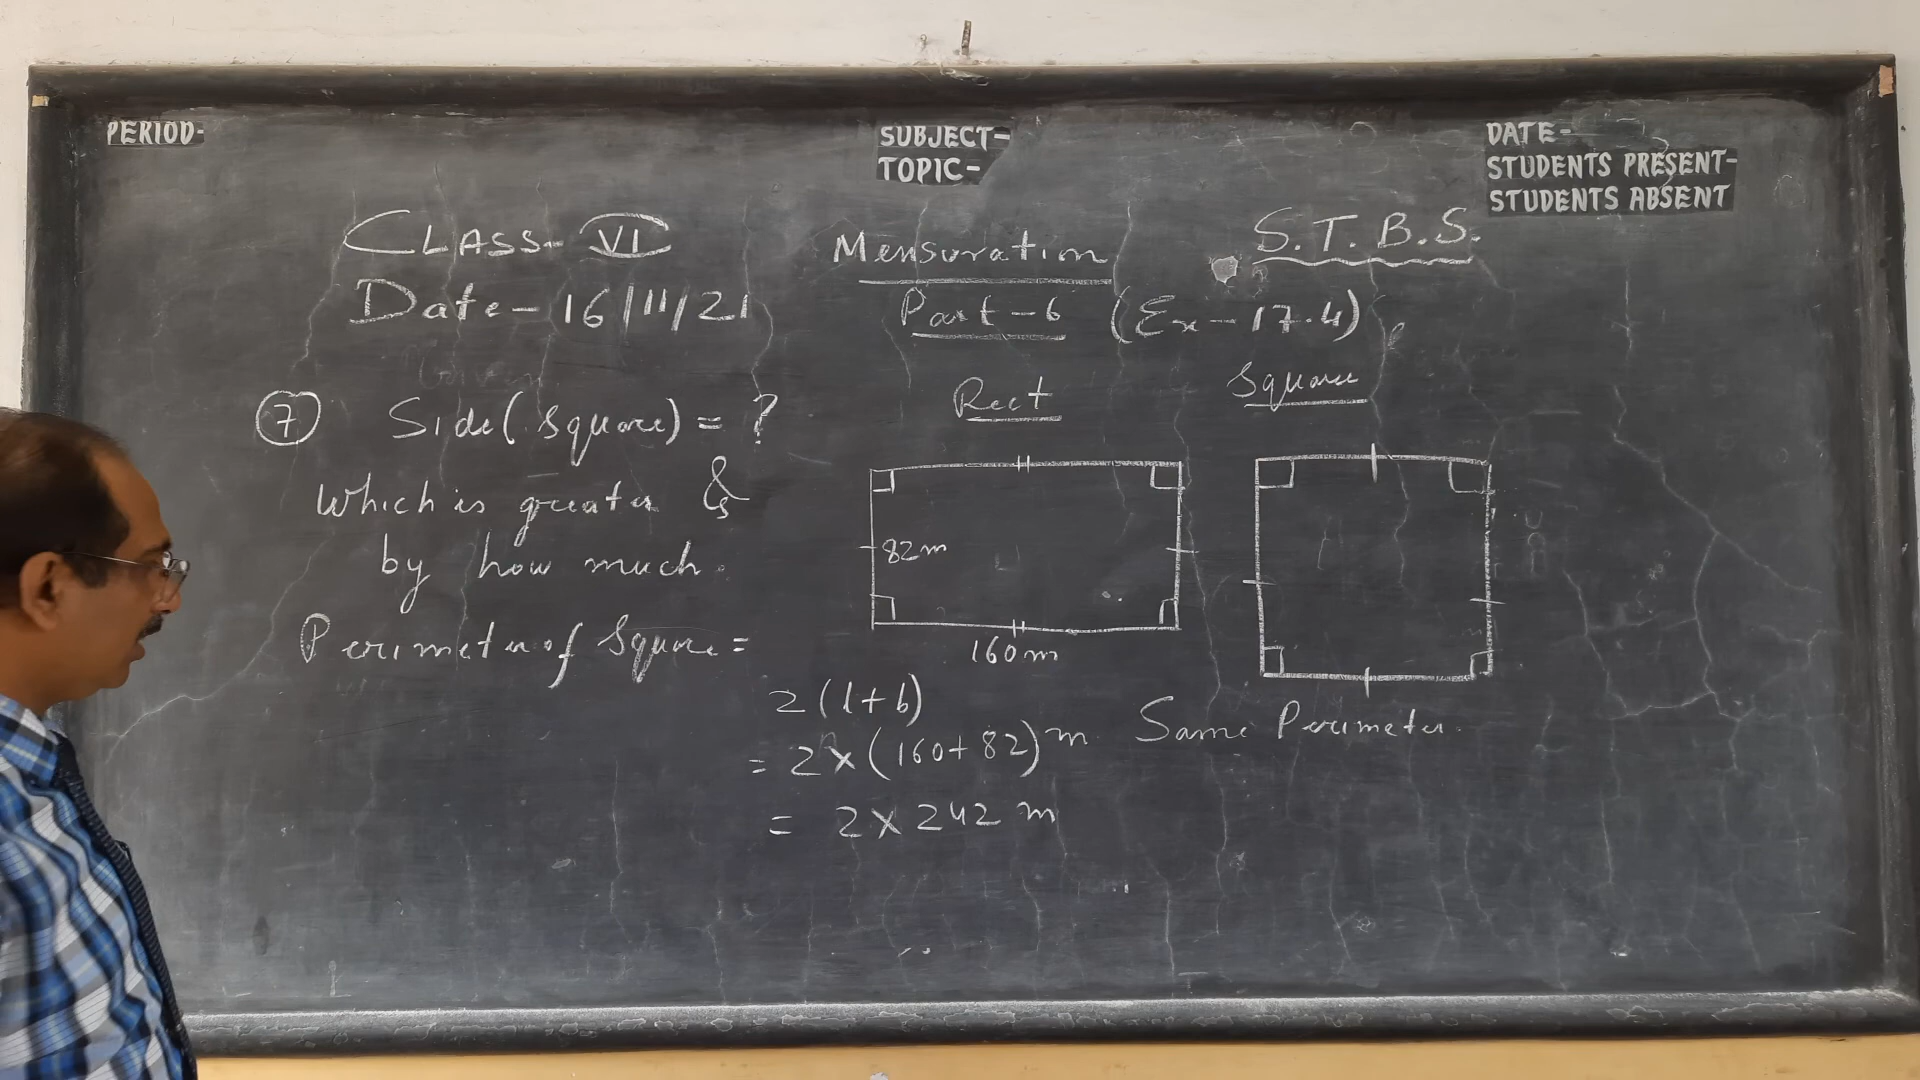 PERIOD-
SUBJECT-
TOPIC-
DATE-
STUDENTS PRESENT-
STUDENTS ABSENT
CLASS- VI
Date - 16/11/21
Mensuration
Part - 6 (Ex - 17.4)
S.T.B.S.
7 Side (Square) = ?
Which is greater &
by how much.
Perimeter of Square =
2(l+b)
= 2 × (160+82) m
= 2 × 242 m
Rect
82m
160m
Square
Same Perimeter.